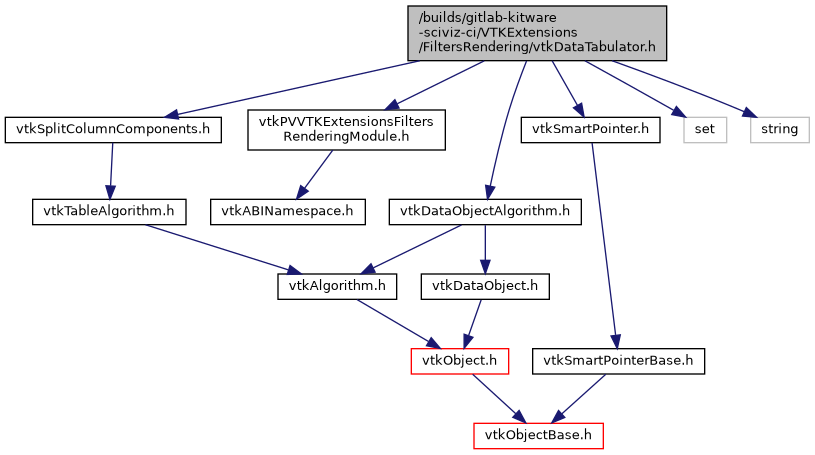 /builds/gitlab-kitware
-sciviz-ci/VTKExtensions
/FiltersRendering/vtkDataTabulator.h
vtkSplitColumnComponents.h
vtkPVVTKExtensionsFilters
RenderingModule.h
vtkSmartPointer.h
set
string
vtkTableAlgorithm.h
vtkABINamespace.h
vtkDataObjectAlgorithm.h
vtkAlgorithm.h
vtkDataObject.h
vtkObject.h
vtkSmartPointerBase.h
vtkObjectBase.h